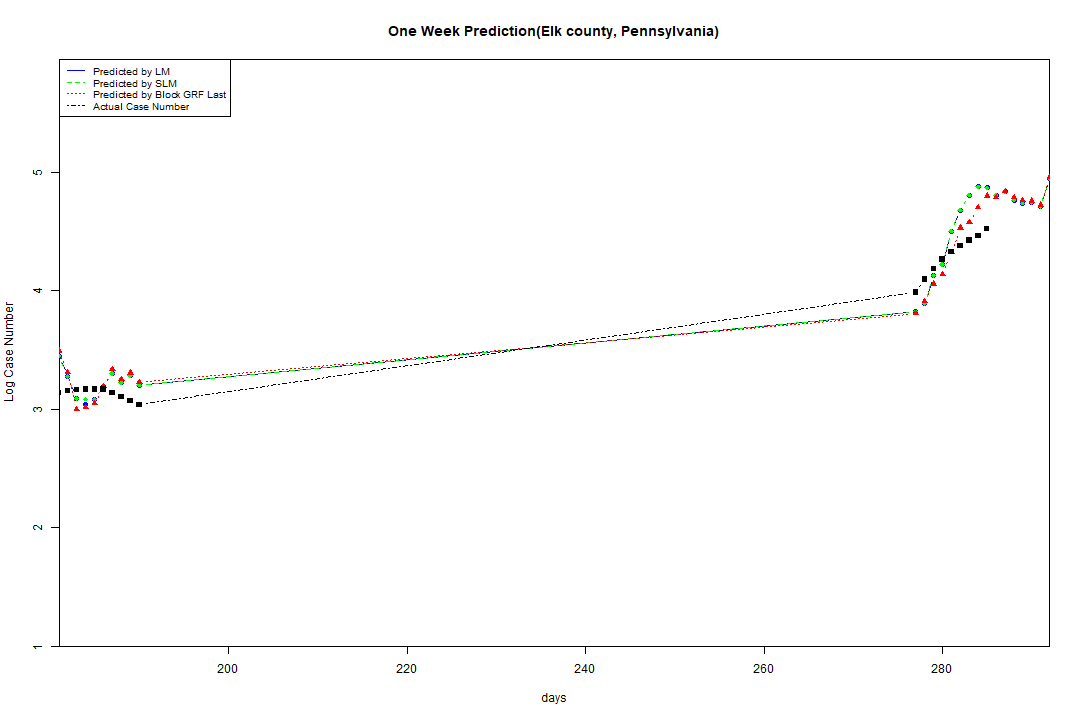 One Week Prediction(Elk county, Pennsylvania)
Predicted by LM
Predicted by SLM
Predicted by Block GRF Last
Actual Case Number
5
4
3
2
1
Log Case Number
200 220 240 260 280
days